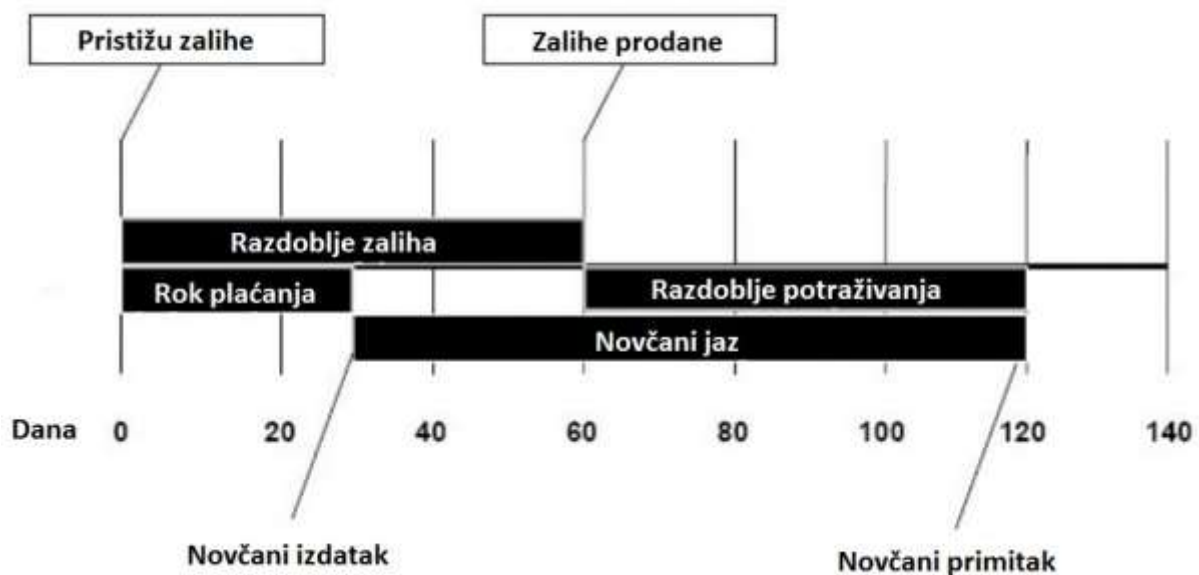 Pristižu zalihe
Zalihe prodane
Razdoblje zaliha
Rok plaćanja
Razdoblje potraživanja
Novčani jaz
Dana 0 20 40 60 80 100 120 140
Novčani izdatak
Novčani primitak